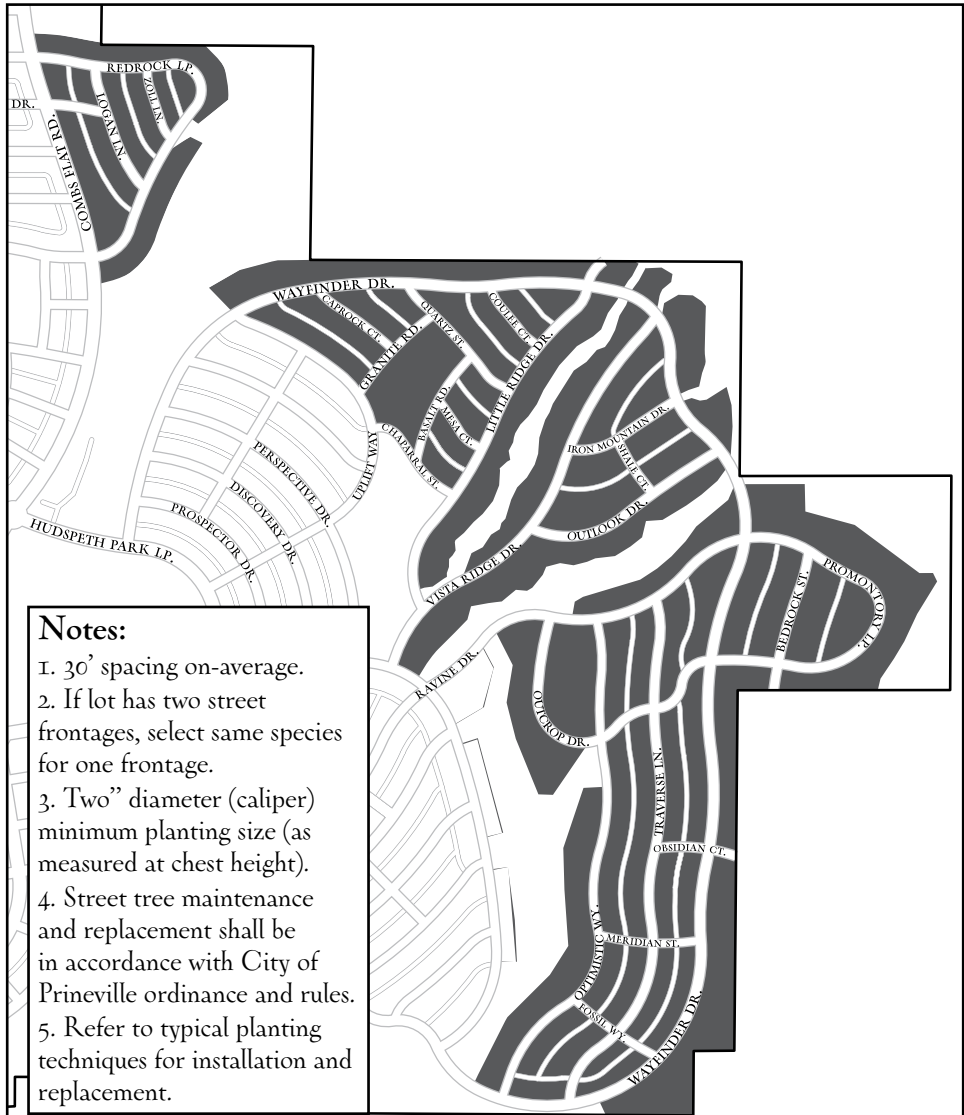 REDROCK LP.
ZOLL LN.
LOGAN LN.
DR.
COMBS FLAT RD.
WAYFINDER DR.
CAPROCK CT.
QUARTZ ST.
COULEE CT.
GRANITE RD.
LITTLE RIDGE DR.
BASALT RD.
MESA CT.
CHAPARRAL ST.
UPLIFT WAY
IRON MOUNTAIN DR.
SHALE CT.
OUTLOOK DR.
PERSPECTIVE DR.
DISCOVERY DR.
PROSPECTOR DR.
HUDSPETH PARK LP.
VISTA RIDGE DR.
PROMONTORY LP.
BEDROCK ST.
RAVINE DR.
OUTCROP DR.
TRAVERSE LN.
OBSIDIAN CT.
OPTIMISTIC WY.
MERIDIAN ST.
FOSSIL WY.
WAYFINDER DR.
Notes:
1. 30’ spacing on-average.
2. If lot has two street
frontages, select same species
for one frontage.
3. Two” diameter (caliper)
minimum planting size (as
measured at chest height).
4. Street tree maintenance
and replacement shall be
in accordance with City of
Prineville ordinance and rules.
5. Refer to typical planting
techniques for installation and
replacement.